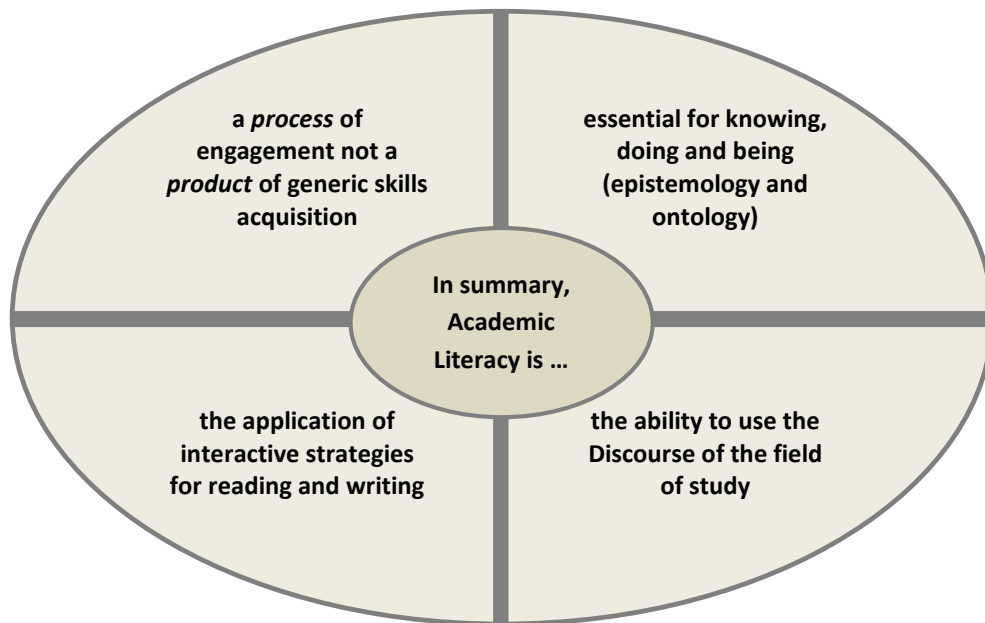 a process of
engagement not a
product of generic skills
acquisition
essential for knowing,
doing and being
(epistemology and
ontology)
In summary,
Academic
Literacy is …
the application of
interactive strategies
for reading and writing
the ability to use the
Discourse of the field
of study